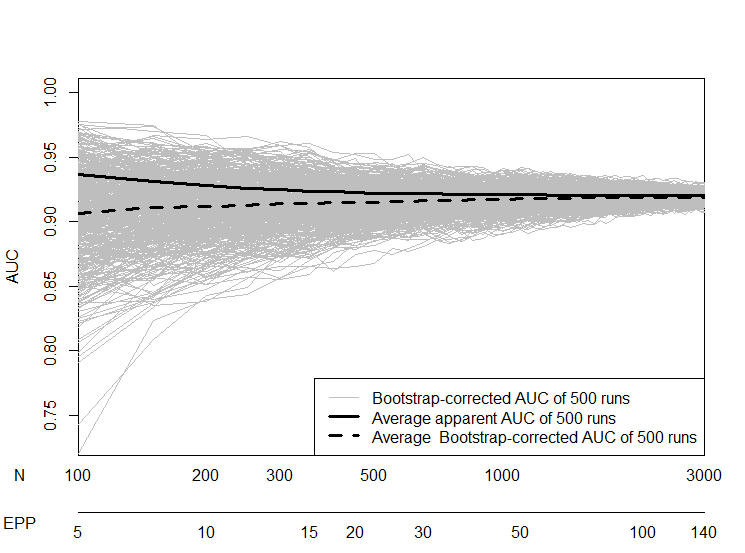 1.00
0.95
0.90
0.85
0.80
0.75
AUC
Bootstrap-corrected AUC of 500 runs
Average apparent AUC of 500 runs
Average Bootstrap-corrected AUC of 500 runs
N 100 200 300 500 1000 3000
EPP 5 10 15 20 30 50 100 140